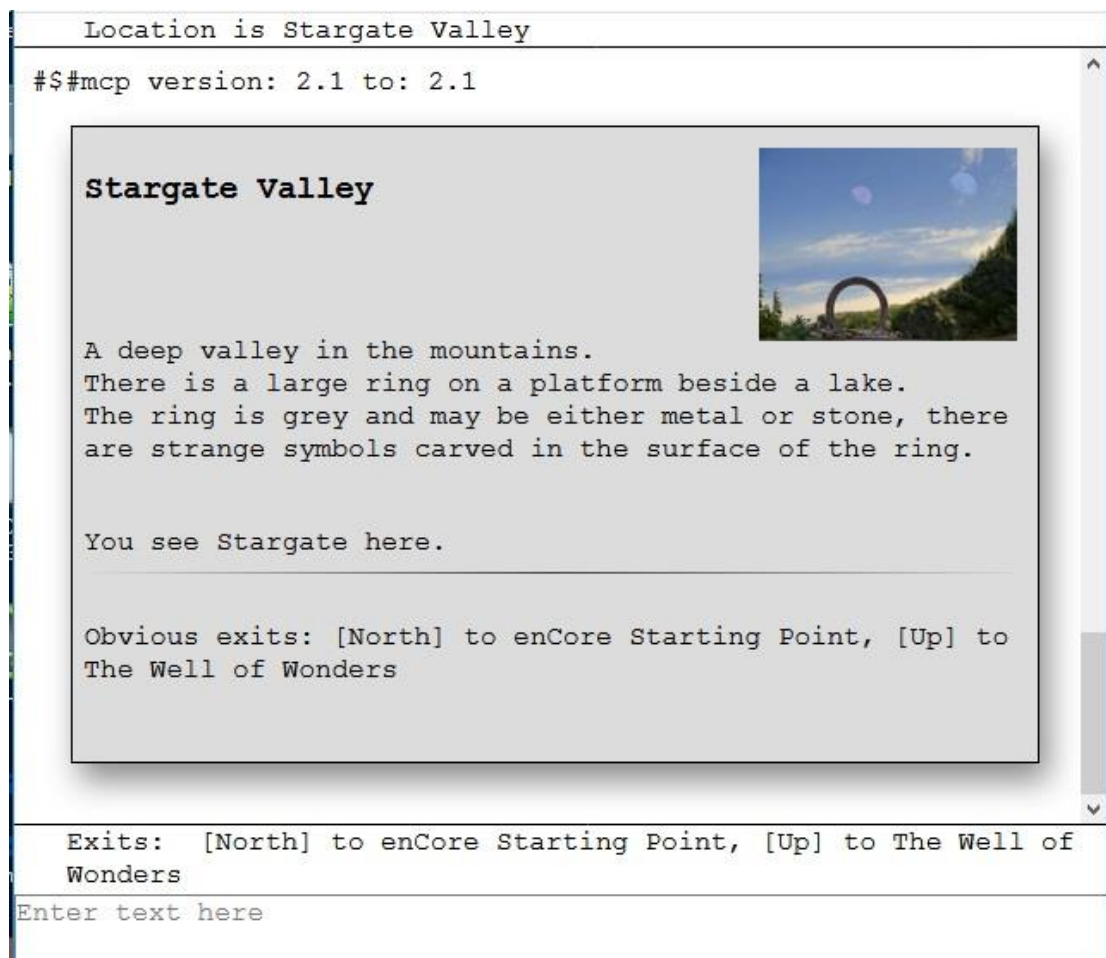 Location is Stargate Valley
#$#mcp version: 2.1 to: 2.1
Stargate Valley
A deep valley in the mountains.
There is a large ring on a platform beside a lake.
The ring is grey and may be either metal or stone, there
are strange symbols carved in the surface of the ring.
You see Stargate here.
Obvious exits: [North] to enCore Starting Point, [Up] to
The Well of Wonders
Exits:  [North] to enCore Starting Point, [Up] to The Well of
Wonders
Enter text here